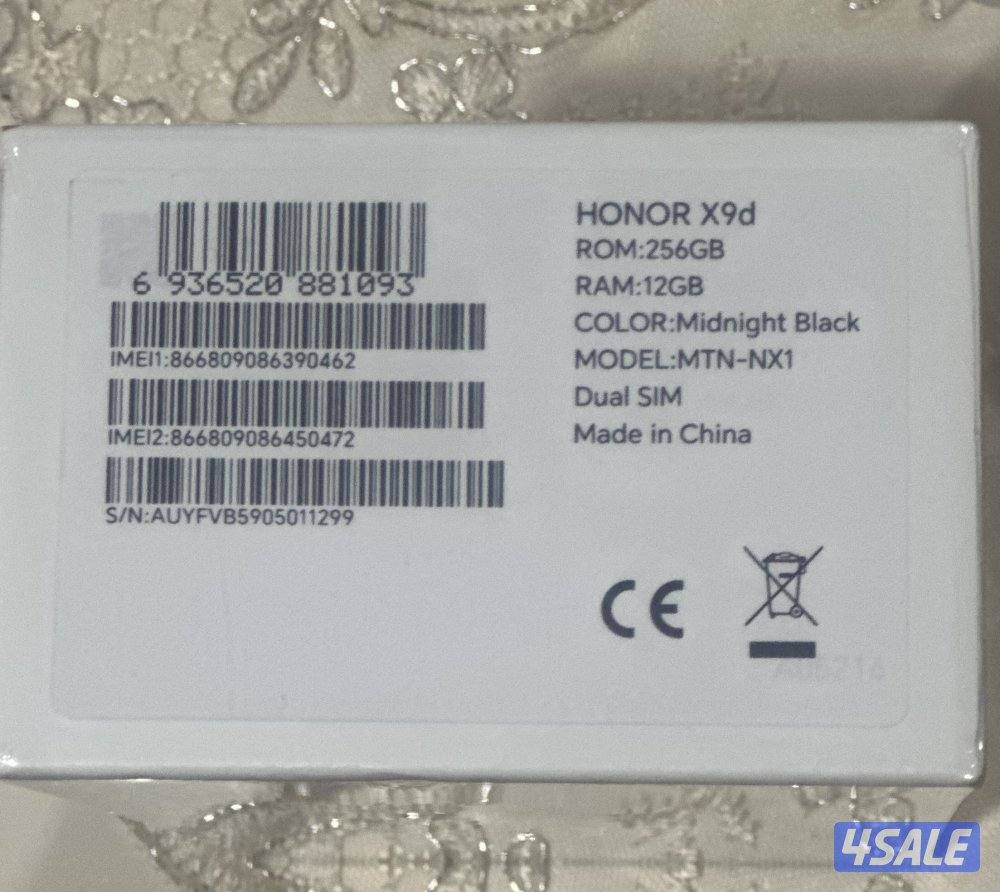 6 936520 881093
IMEI1:866809086390462
IMEI2:866809086450472
S/N:AUYFVB5905011299
HONOR X9d
ROM:256GB
RAM:12GB
COLOR:Midnight Black
MODEL:MTN-NX1
Dual SIM
Made in China
CE
4SALE